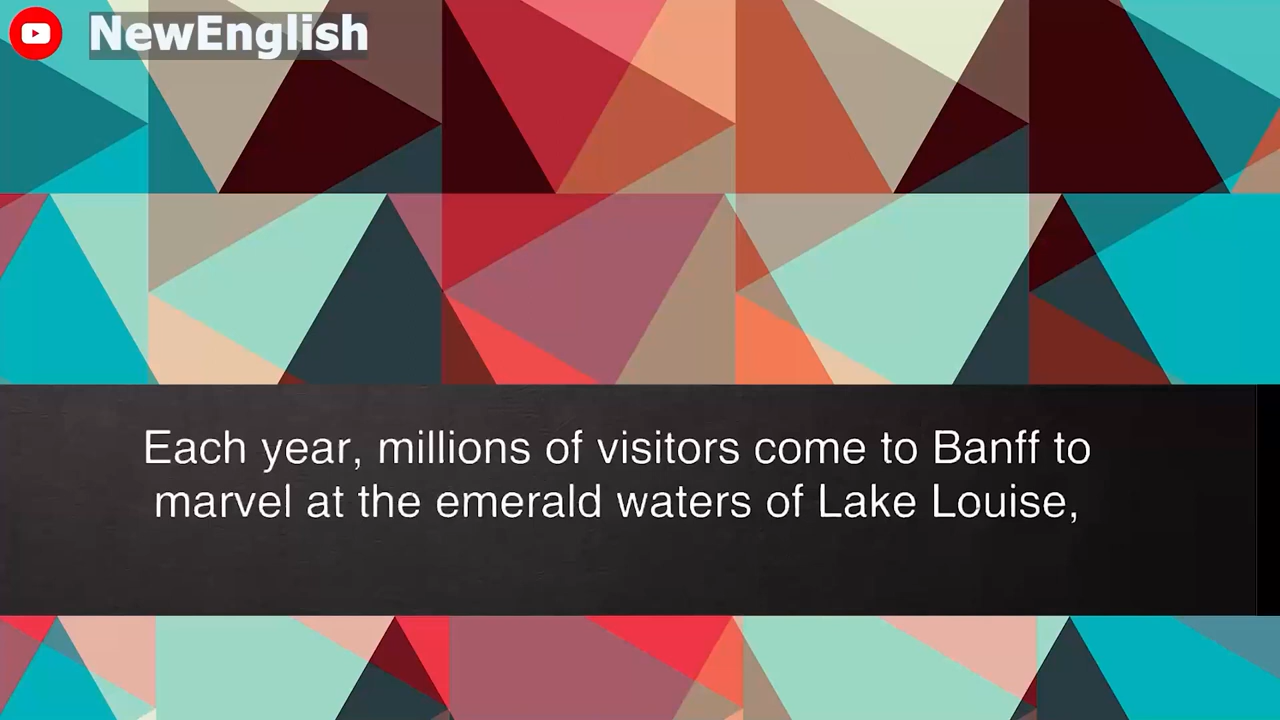 NewEnglish
Each year, millions of visitors come to Banff to
marvel at the emerald waters of Lake Louise,